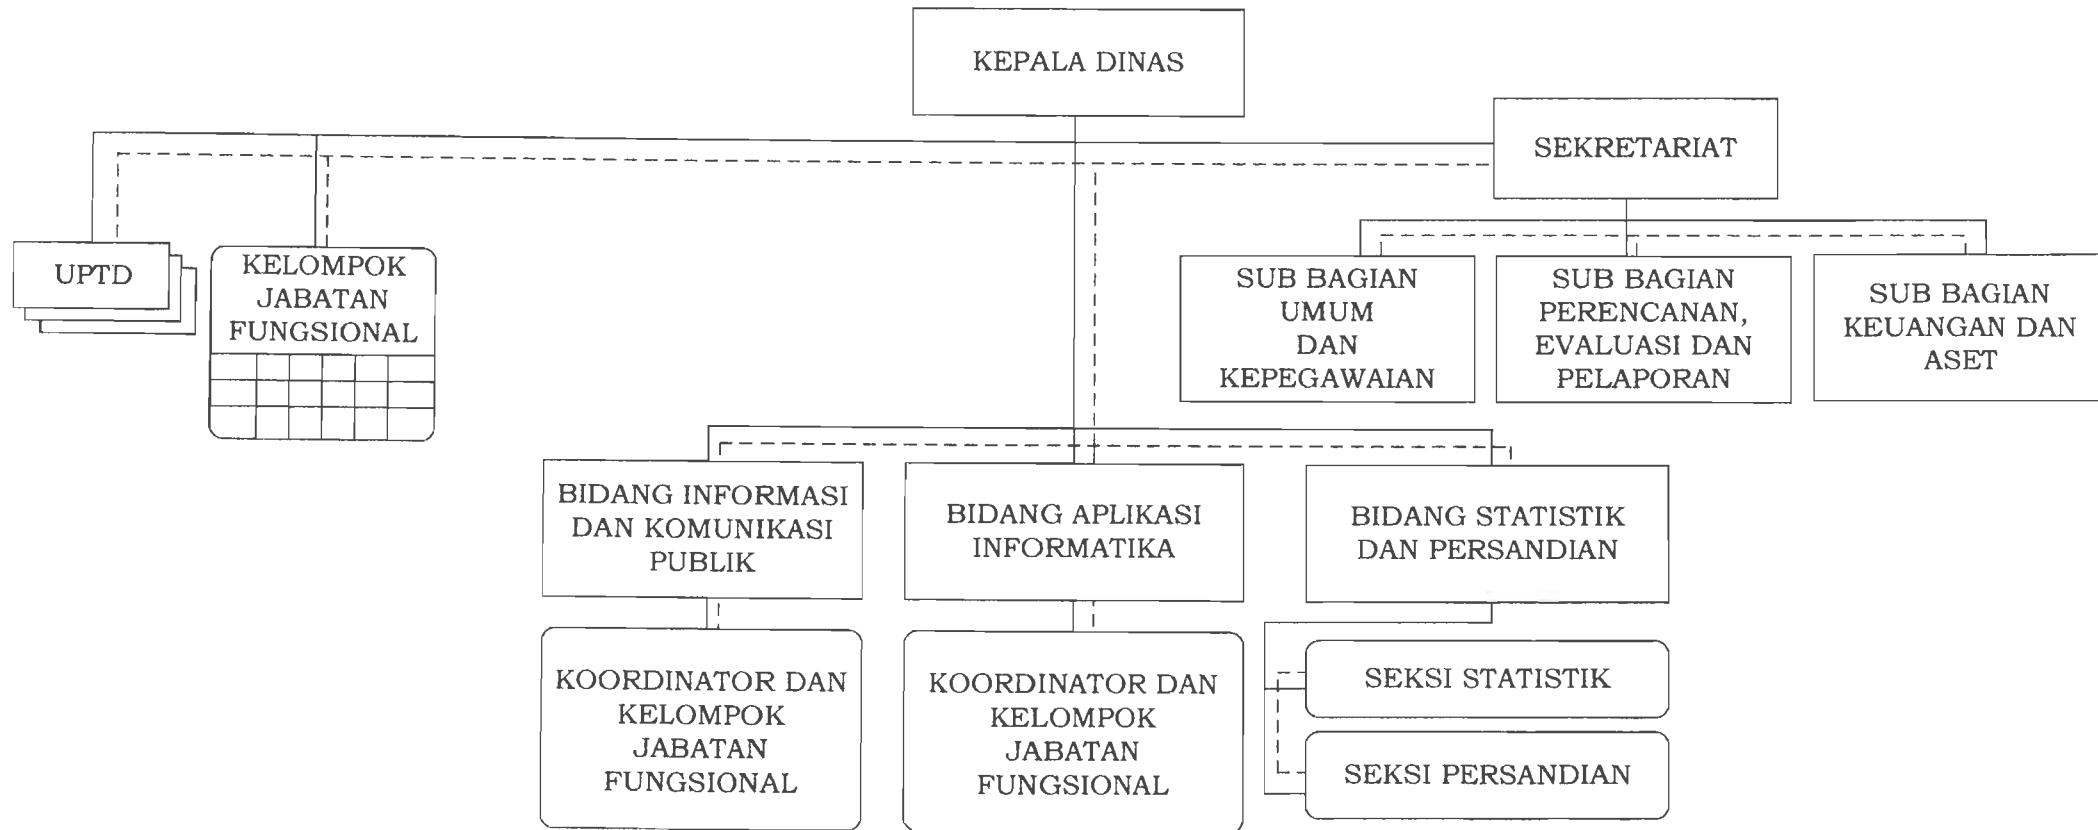 KEPALA DINAS
SEKRETARIAT
UPTD
KELOMPOK
JABATAN
FUNGSIONAL
SUB BAGIAN
UMUM
DAN
KEPEGAWAIAN
SUB BAGIAN
PERENCANAN,
EVALUASI DAN
PELAPORAN
SUB BAGIAN
KEUANGAN DAN
ASET
BIDANG INFORMASI
DAN KOMUNIKASI
PUBLIK
BIDANG APLIKASI
INFORMATIKA
BIDANG STATISTIK
DAN PERSANDIAN
KOORDINATOR DAN
KELOMPOK
JABATAN
FUNGSIONAL
KOORDINATOR DAN
KELOMPOK
JABATAN
FUNGSIONAL
SEKSI STATISTIK
SEKSI PERSANDIAN